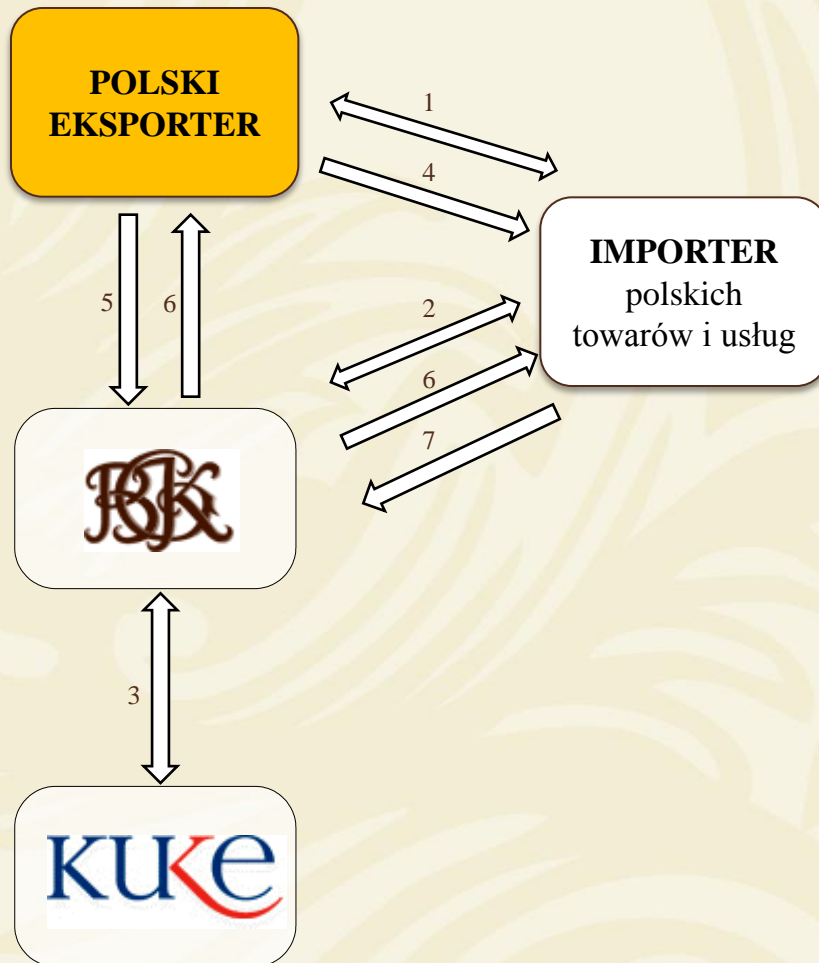 POLSKI
EKSPORTER
1
4
IMPORTER
polskich
towarów i usług
5
6
2
6
7
BGK
3
KUKE